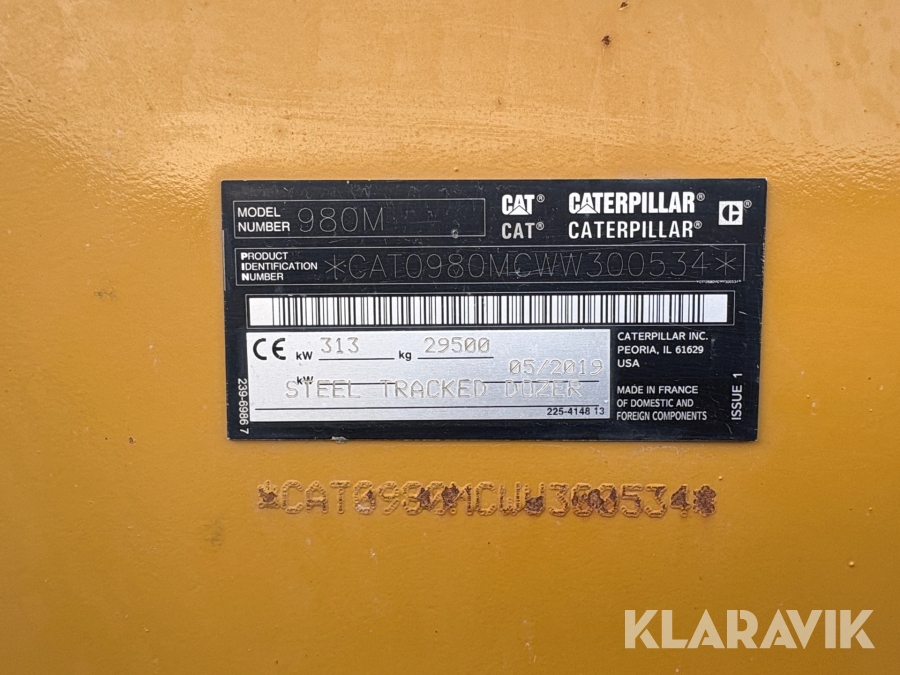 MODEL NUMBER 980M
CAT® CATERPILLAR®
CAT® CATERPILLAR®
PRODUCT IDENTIFICATION NUMBER *CAT0980MCWW300534*
CE kW 313 kg 29500
kW 05/2019
STEEL TRACKED DOZER
225-4148 13
239-6986 7
CATERPILLAR INC.
PEORIA, IL 61629
USA
MADE IN FRANCE
OF DOMESTIC AND
FOREIGN COMPONENTS
ISSUE 1
*CAT0980MCWW300534*
KLARAVIK